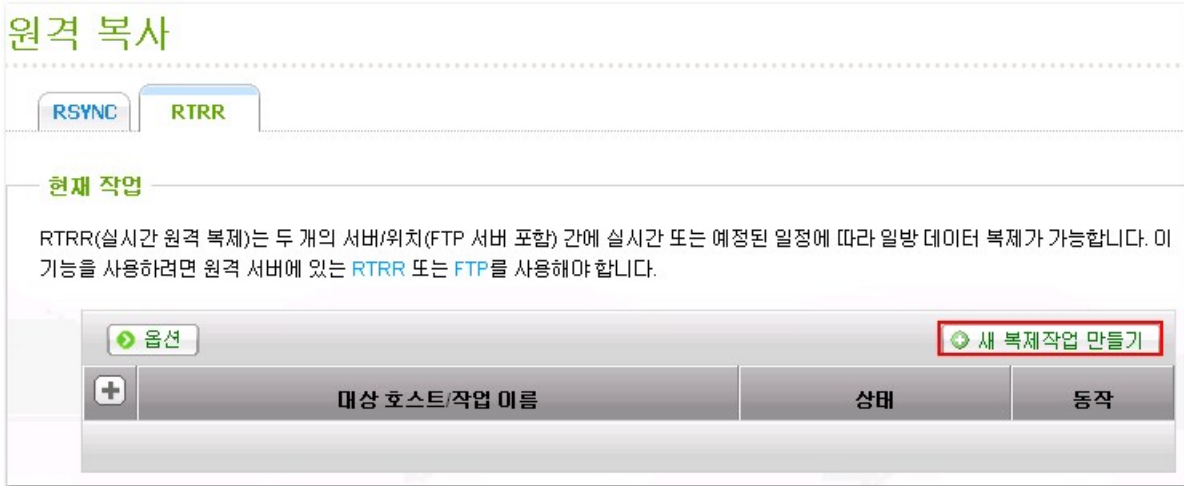 원격 복사
RSYNC RTRR
현재 작업
RTRR(실시간 원격 복제)는 두 개의 서버/위치(FTP 서버 포함) 간에 실시간 또는 예정된 일정에 따라 일방 데이터 복제가 가능합니다. 이
기능을 사용하려면 원격 서버에 있는 RTRR 또는 FTP를 사용해야 합니다.
옵션 새 복제작업 만들기
대상 호스트/작업 이름 상태 동작